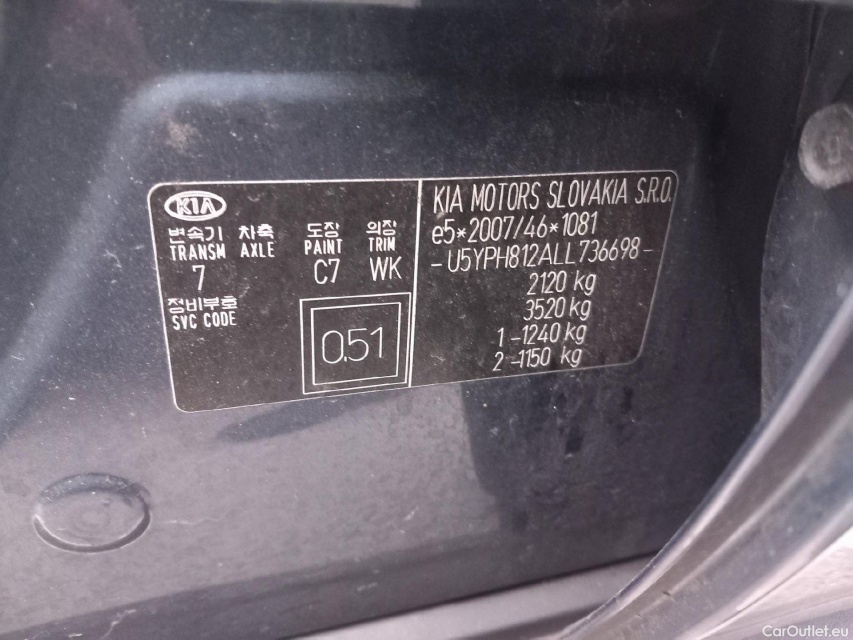 KIA
변속기 차축 도장 의장
TRANSM AXLE PAINT TRIM
7 C7 WK
정비부호
SVC CODE
0.51
KIA MOTORS SLOVAKIA S.R.O.
e5*2007/46*1081
-U5YPH812ALL736698-
2120 kg
3520 kg
1 -1240 kg
2 -1150 kg
CarOutlet.eu